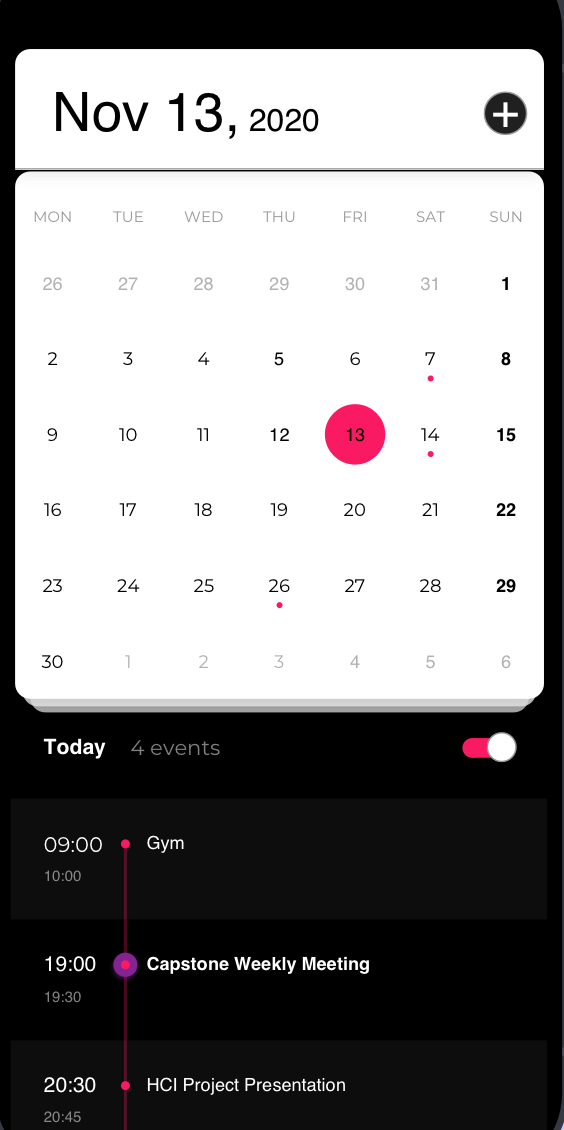 Nov 13, 2020
MON TUE WED THU FRI SAT SUN
26 27 28 29 30 31 1
2 3 4 5 6 7 8
9 10 11 12 13 14 15
16 17 18 19 20 21 22
23 24 25 26 27 28 29
30 1 2 3 4 5 6
Today 4 events
09:00 Gym
10:00
19:00 Capstone Weekly Meeting
19:30
20:30 HCI Project Presentation
20:45